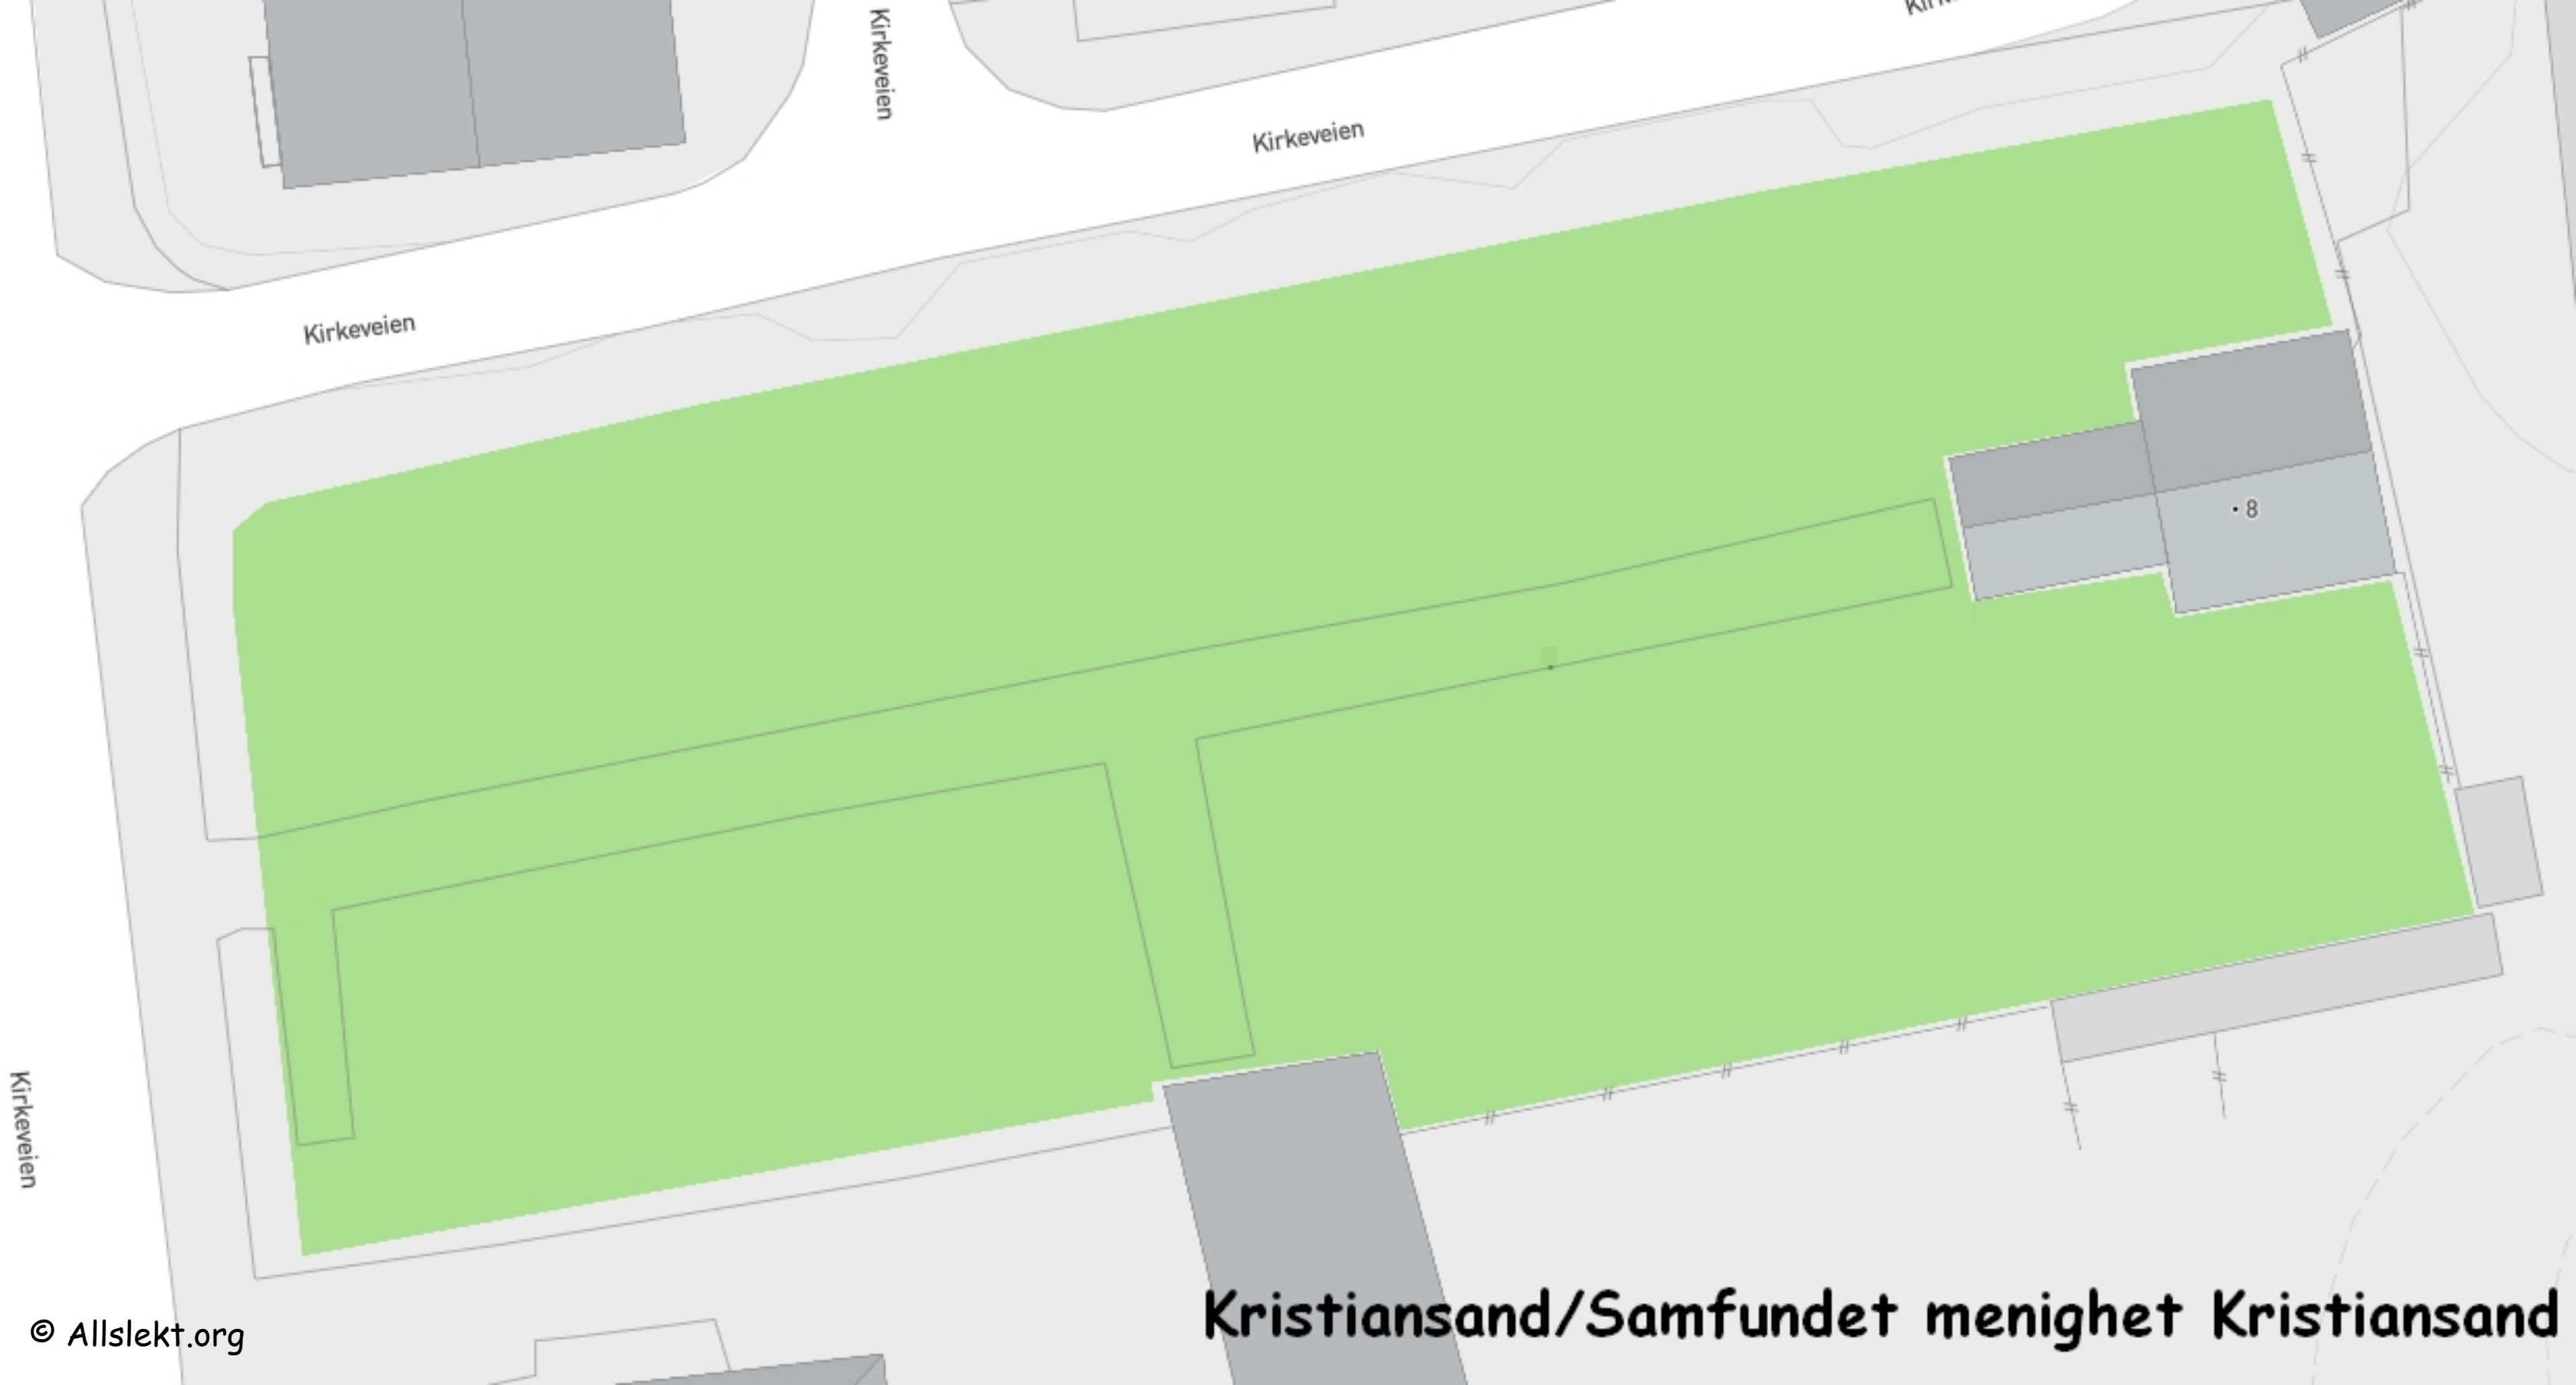 Kirkeveien
Kirkeveien
Kirkeveien
8
Kirkeveien
Kristiansand/Samfundet menighet Kristiansand
© Allslekt.org